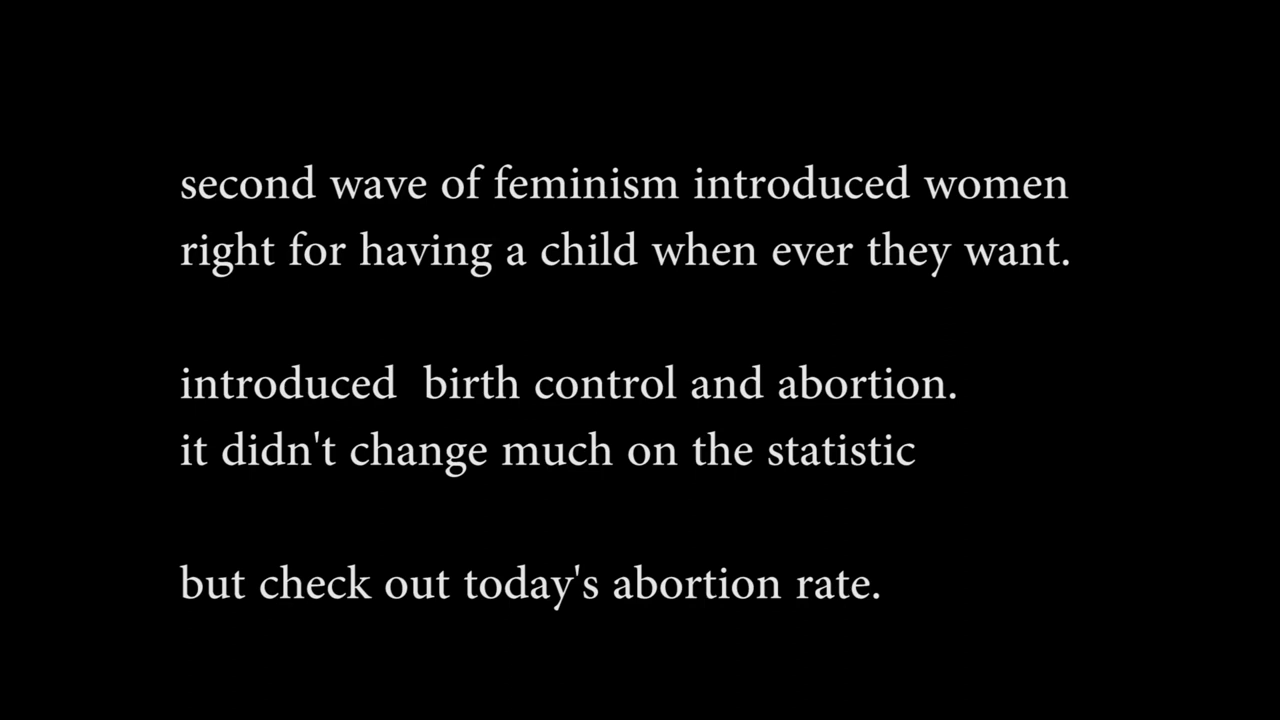 second wave of feminism introduced women
right for having a child when ever they want.
introduced  birth control and abortion.
it didn't change much on the statistic
but check out today's abortion rate.